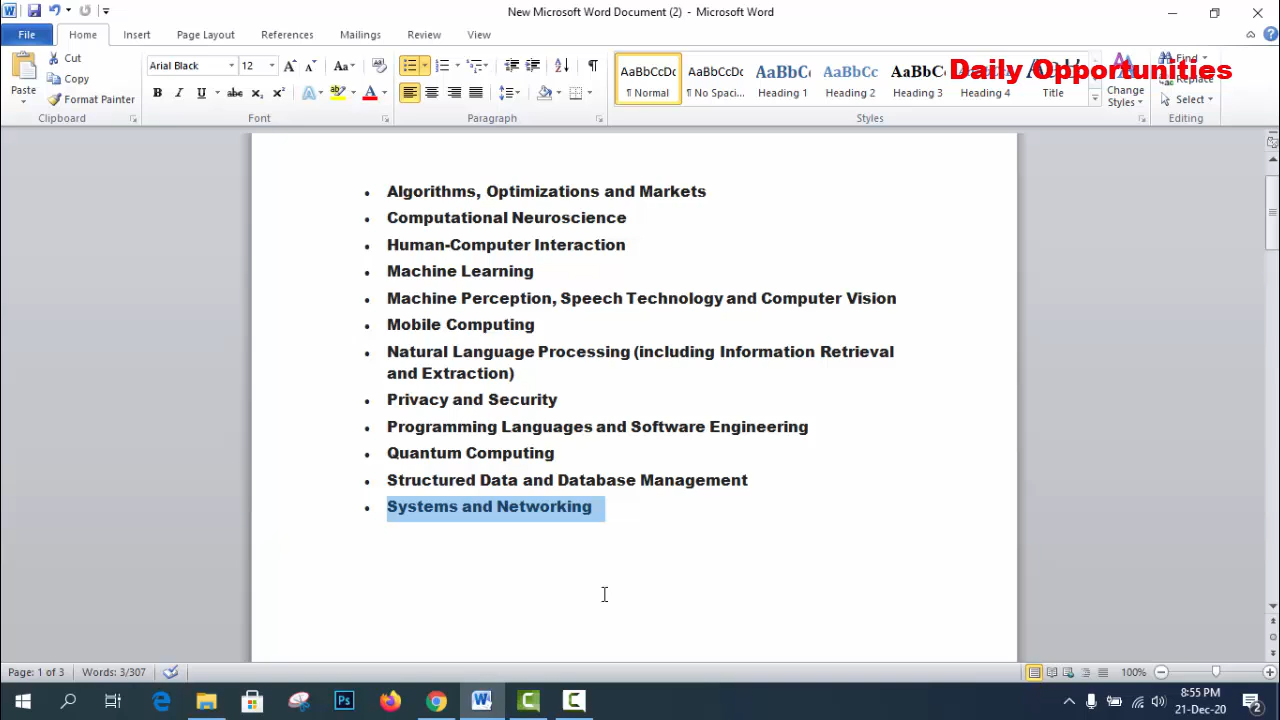 New Microsoft Word Document (2) - Microsoft Word
File Home Insert Page Layout References Mailings Review View
Paste
Cut
Copy
Format Painter
Clipboard
Arial Black 12
Font
Paragraph
AaBbCcDc
¶ Normal
AaBbCcDc
¶ No Spaci...
AaBbC
Heading 1
AaBbCc
Heading 2
AaBbC
Heading 3
Heading 4
Title
Styles
Change
Styles
Find
Select
Editing
Daily Opportunities
• Algorithms, Optimizations and Markets
• Computational Neuroscience
• Human-Computer Interaction
• Machine Learning
• Machine Perception, Speech Technology and Computer Vision
• Mobile Computing
• Natural Language Processing (including Information Retrieval
and Extraction)
• Privacy and Security
• Programming Languages and Software Engineering
• Quantum Computing
• Structured Data and Database Management
• Systems and Networking
Page: 1 of 3 Words: 3/307 100%
8:55 PM
21-Dec-20
2